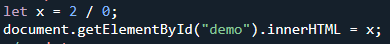 let x = 2 / 0;
document.getElementById("demo").innerHTML = x;